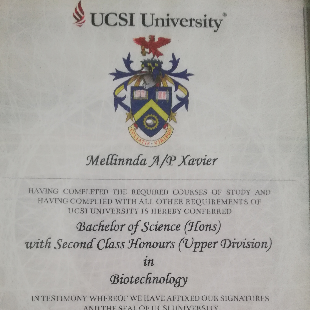 UCSI University
Mellinnda A/P Xavier
HAVING COMPLETED THE REQUIRED COURSES OF STUDY AND
HAVING COMPLIED WITH ALL OTHER REQUIREMENTS OF
UCSI UNIVERSITY IS HEREBY CONFERRED
Bachelor of Science (Hons)
with Second Class Honours (Upper Division)
in
Biotechnology
IN TESTIMONY WHEREOF WE HAVE AFFIXED OUR SIGNATURES
AND THE SEAL OF UCSI UNIVERSITY